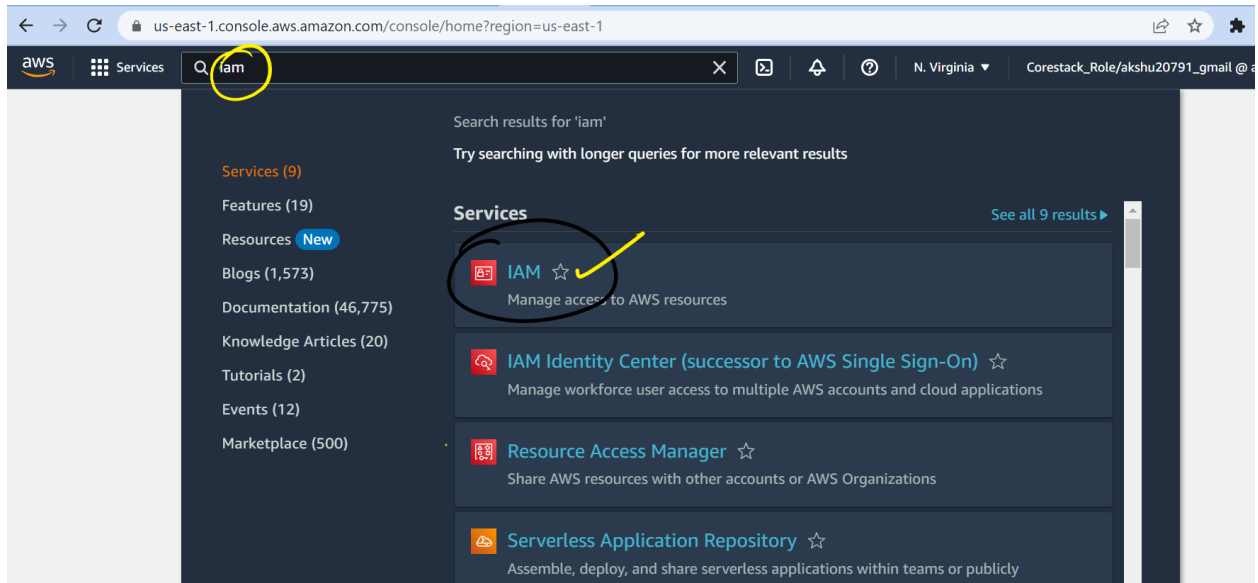 us-east-1.console.aws.amazon.com/console/home?region=us-east-1
aws Services iam N. Virginia ▼ Corestack_Role/akshu20791_gmail @ a
Search results for 'iam'
Try searching with longer queries for more relevant results
Services (9)
Features (19)
Resources New
Blogs (1,573)
Documentation (46,775)
Knowledge Articles (20)
Tutorials (2)
Events (12)
Marketplace (500)
Services See all 9 results ▶
IAM
Manage access to AWS resources
IAM Identity Center (successor to AWS Single Sign-On)
Manage workforce user access to multiple AWS accounts and cloud applications
Resource Access Manager
Share AWS resources with other accounts or AWS Organizations
Serverless Application Repository
Assemble, deploy, and share serverless applications within teams or publicly